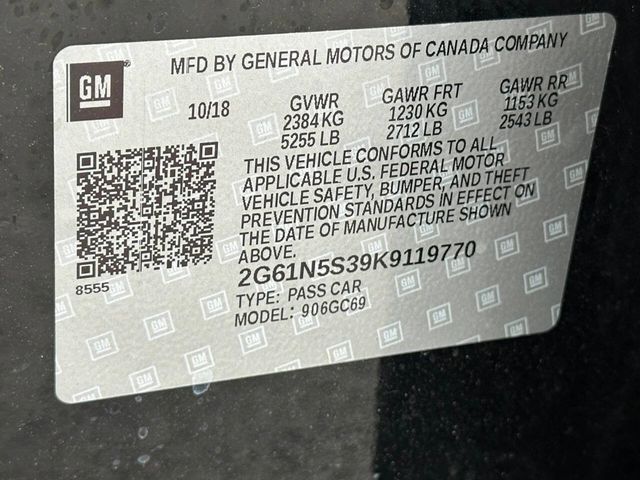 GM
MFD BY GENERAL MOTORS OF CANADA COMPANY
10/18 GVWR GAWR FRT GAWR RR
2384 KG 1230 KG 1153 KG
5255 LB 2712 LB 2543 LB
THIS VEHICLE CONFORMS TO ALL
APPLICABLE U.S. FEDERAL MOTOR
VEHICLE SAFETY, BUMPER, AND THEFT
PREVENTION STANDARDS IN EFFECT ON
THE DATE OF MANUFACTURE SHOWN
ABOVE.
8555
2G61N5S39K9119770
TYPE: PASS CAR
MODEL: 906GC69